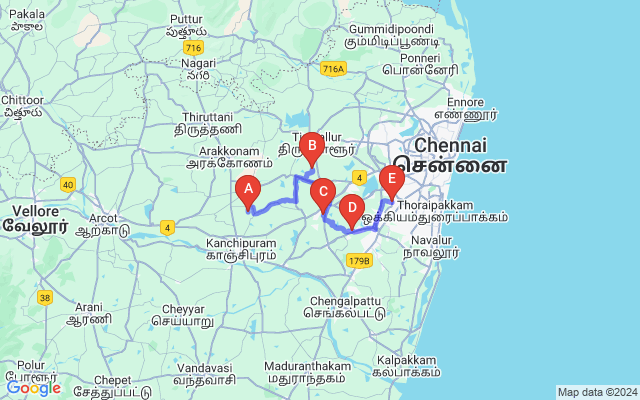 Pakala
పాకాల
Puttur
పుత్తూరు
716
Nagari
నగరి
Gummidipoondi
கும்மிடிப்பூண்டி
Ponneri
பொன்னேரி
716A
Chittoor
చిత్తూరు
Ennore
எண்ணூர்
Thiruttani
திருத்தணி
Arakkonam
அரக்கோணம்
B
Chennai
சென்னை
4
40
A
C
D
E
Vellore
வேலூர்
Arcot
ஆற்காடு
4
Thoraipakkam
ஒக்கியம்துரைப்பாக்கம்
Kanchipuram
காஞ்சிபுரம்
Navalur
நாவலூர்
179B
38
Arani
ஆரணி
Cheyyar
செய்யாறு
Chengalpattu
செங்கல்பட்டு
Polur
போளூர்
Chepet
சேத்துப்பட்டு
Vandavasi
வந்தவாசி
Maduranthakam
மதுராந்தகம்
Kalpakkam
கல்பாக்கம்
Google
Map data ©2024